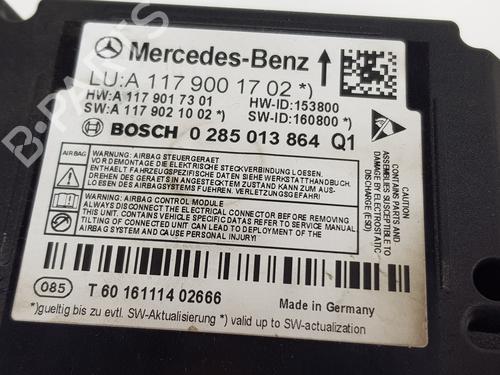 Mercedes-Benz
LU:A 117 900 17 02 *)
HW:A 117 901 73 01 HW-ID:153800
SW:A 117 902 10 02 *) SW-ID:160800 *)
BOSCH 0 285 013 864 Q1
AIRBAG
WARNUNG: AIRBAG STEUERGERAET
VOR DEMONTAGE DIE ELEKTRISCHE STECKVERBINDUNG LOESEN.
ENTHAELT FAHRZEUGSPEZIFISCHE DATEN SIEHE WERKSTATTHANDBUCH.
DREHEN DES GERAETS IN ANGESTECKTEM ZUSTAND KANN ZUM AUS-
LOESEN DES AIRBAGSYSTEMS FUEHREN. VERLETZUNGSGEFAHR!
WARNING: AIRBAG CONTROL MODULE
ALWAYS DISCONNECT THE ELECTRICAL CONNECTOR BEFORE REMOVING
THIS UNIT. CONTAINS VEHICLE SPECIFIC DATA SEE SERVICE MANUAL.
TILTING OF CONNECTED UNIT CAN LEAD TO DEPLOYMENT OF THE
AIRBAG SYSTEM AND CAUSE PERSONAL INJURY!
CAUTION
CONTAINS PARTS AND
ASSEMBLIES SUSCEPTIBLE TO
DAMAGE BY ELECTROSTATIC
DISCHARGE (ESD)
085
T 60 161114 02666
Made in Germany
*)gueltig bis zu evtl. SW-Aktualisierung *) valid up to SW-actualization
B-PARTS